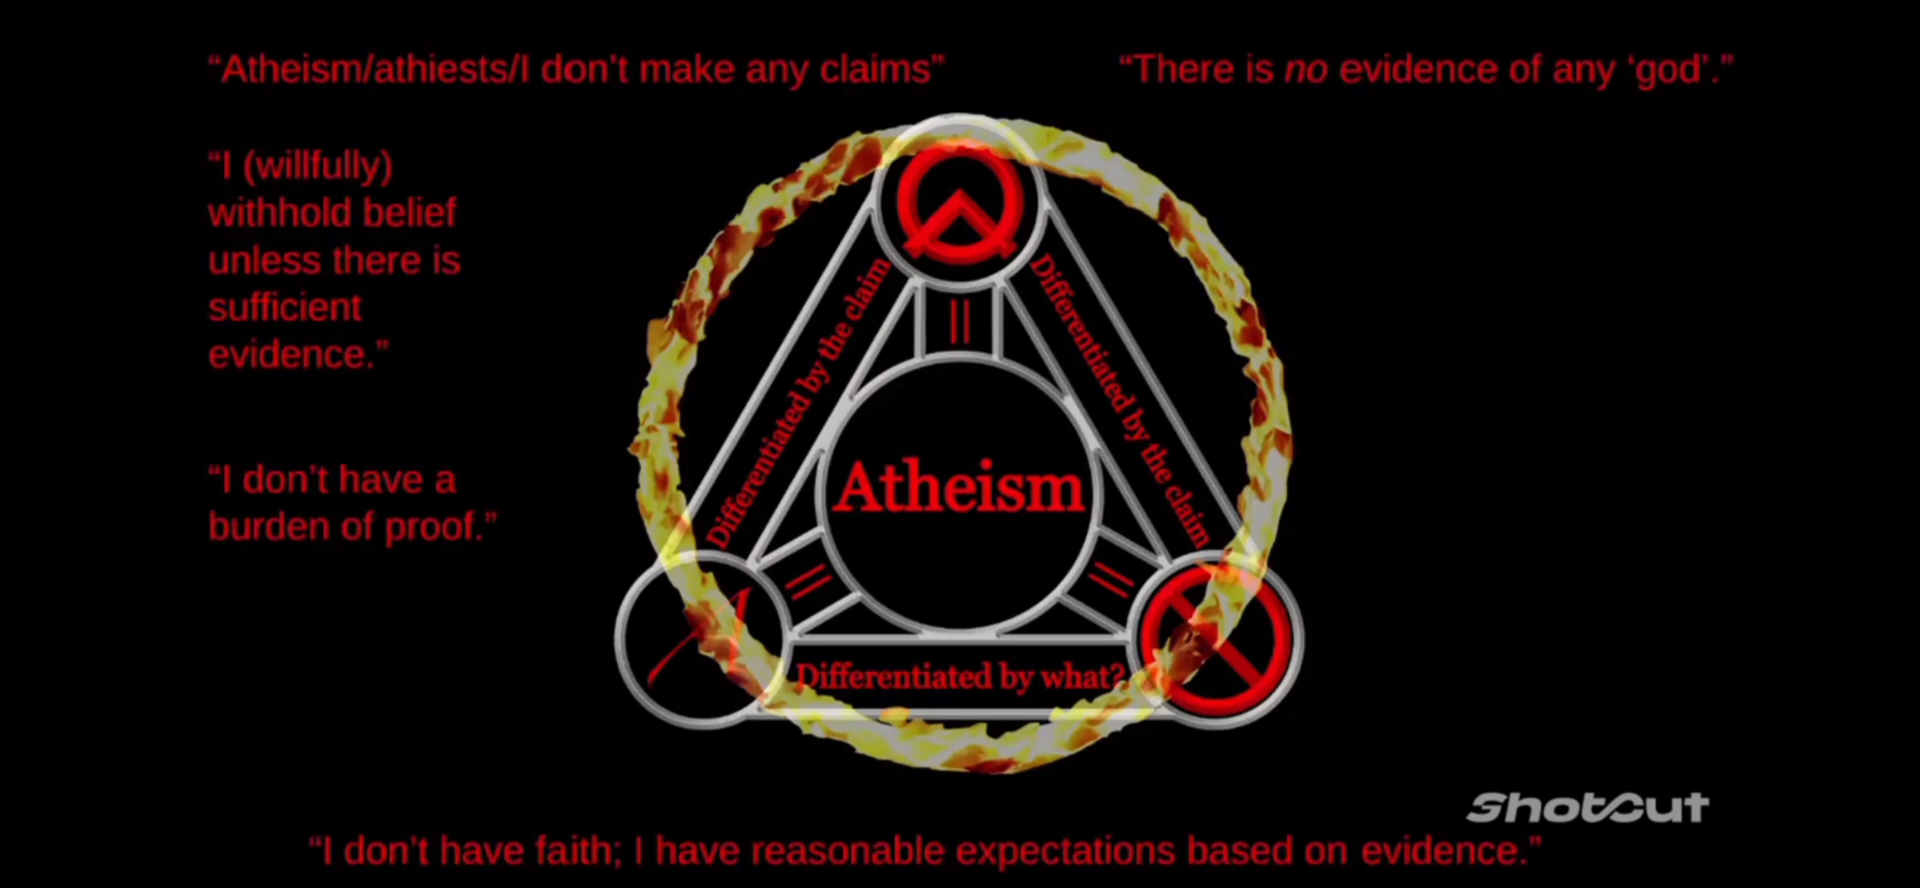 “Atheism/athiests/I don’t make any claims”
“There is no evidence of any ‘god’.”
“I (willfully)
withhold belief
unless there is
sufficient
evidence.”
“I don’t have a
burden of proof.”
Differentiated by the claim
Differentiated by the claim
Atheism
Differentiated by what?
Shotcut
“I don’t have faith; I have reasonable expectations based on evidence.”